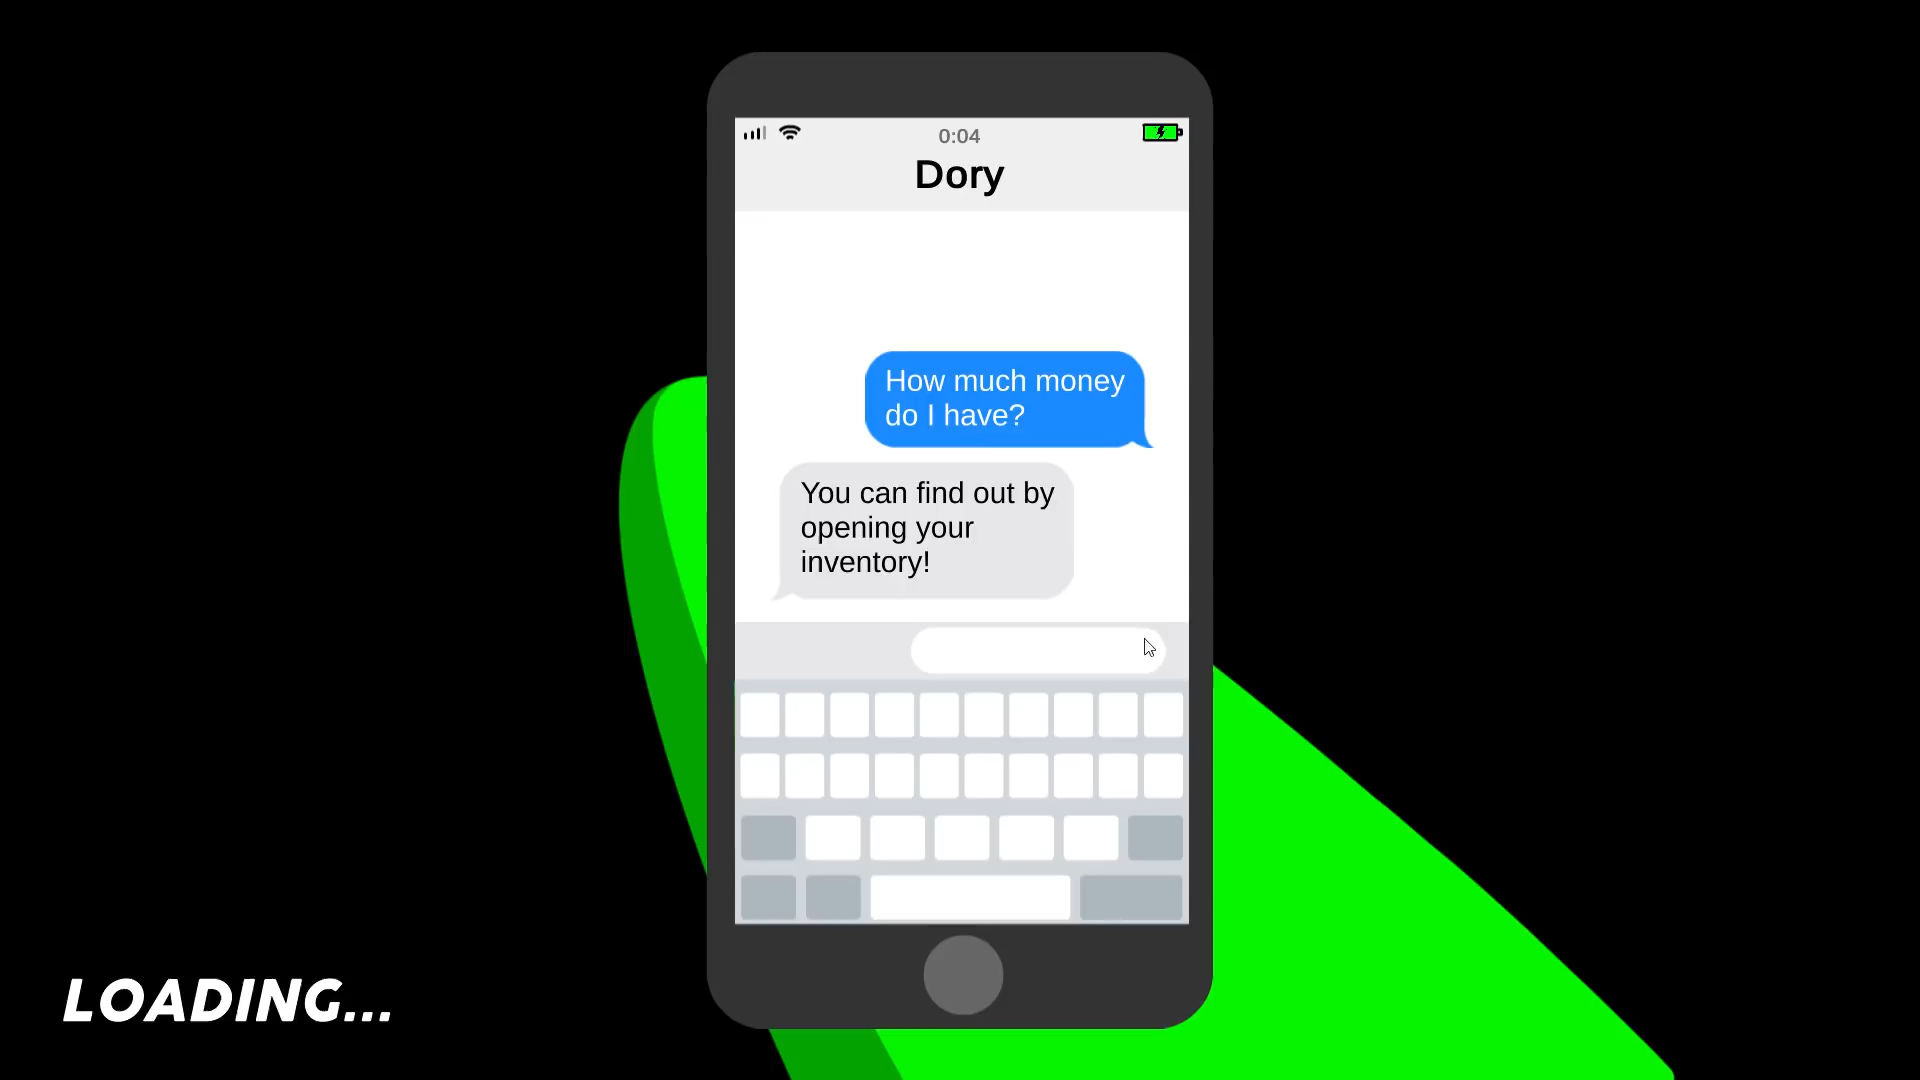 0:04
Dory
How much money
do I have?
You can find out by
opening your
inventory!
LOADING...